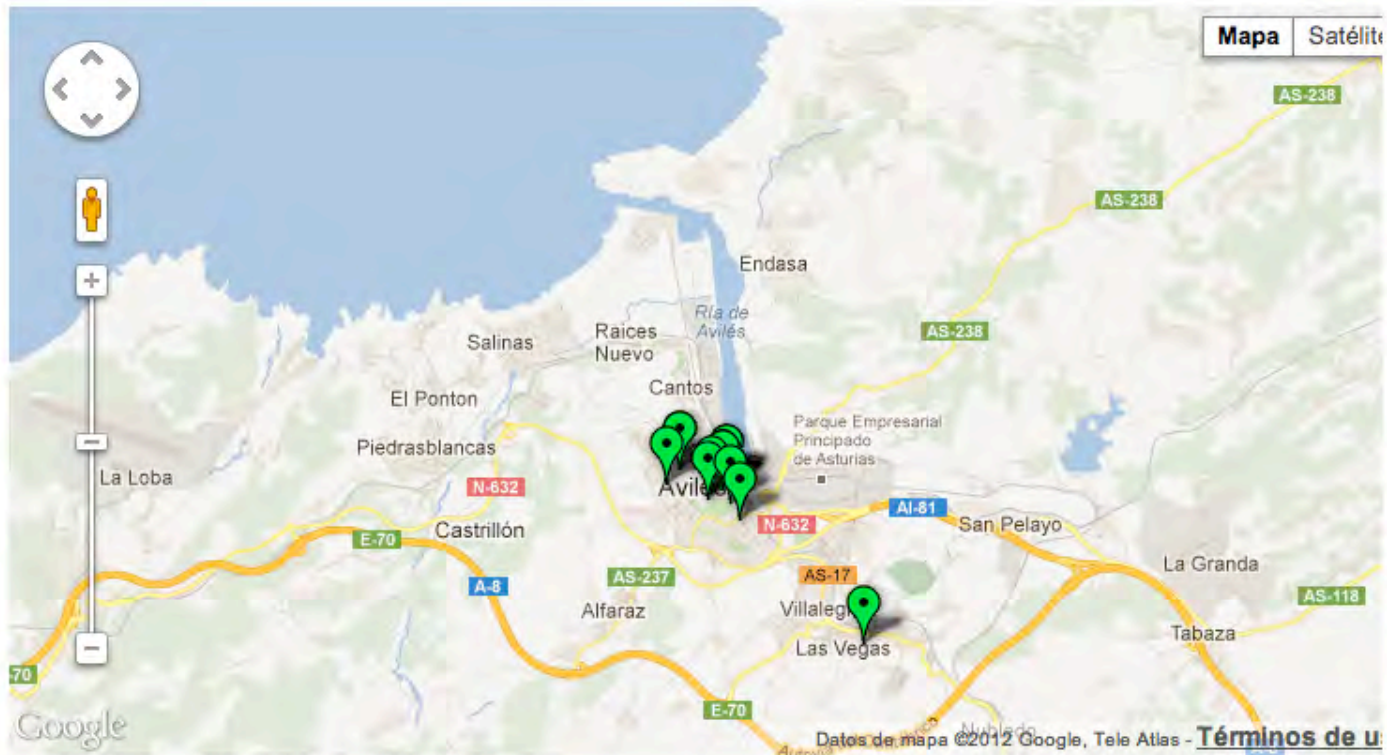 Mapa
Satélite
AS-238
AS-238
Endasa
Ría de
Avilés
AS-238
Salinas
Raices
Nuevo
Cantos
El Ponton
Parque Empresarial
Principado
de Asturias
Piedrasblancas
La Loba
N-632
AI-81
N-632
San Pelayo
Castrillón
E-70
La Granda
AS-237
AS-17
A-8
AS-118
Alfaraz
Tabaza
Las Vegas
-70
E-70
Google
Datos de mapa ©2012 Google, Tele Atlas - Términos de u